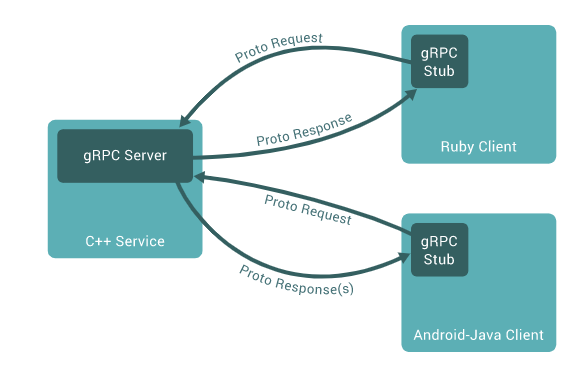 Proto Request
gRPC
Stub
Ruby Client
Proto Response
gRPC Server
C++ Service
Proto Request
gRPC
Stub
Android-Java Client
Proto Response(s)